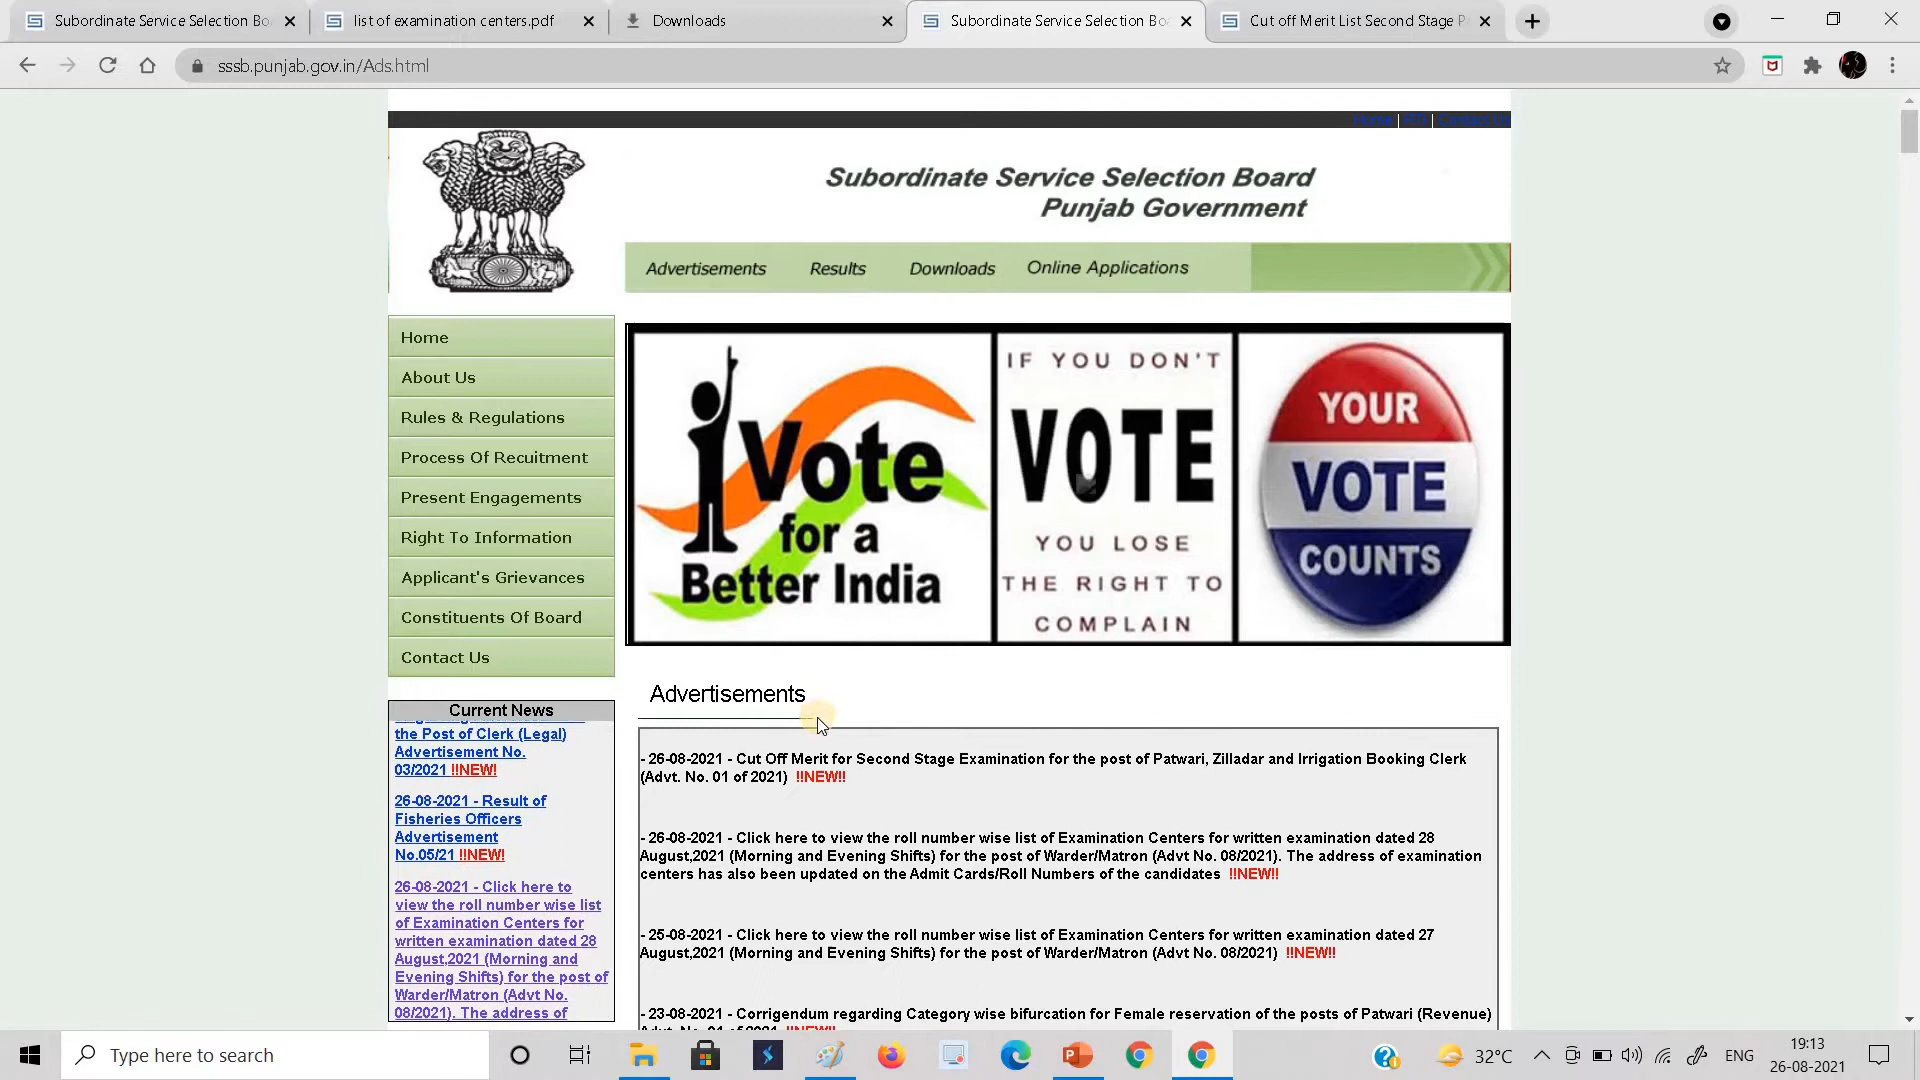 Subordinate Service Selection Bo
list of examination centers.pdf
Downloads
Subordinate Service Selection Bo
Cut off Merit List Second Stage P
sssb.punjab.gov.in/Ads.html
Home | RTI | Contact Us
Subordinate Service Selection Board
Punjab Government
Advertisements Results Downloads Online Applications
Home
About Us
Rules & Regulations
Process Of Recuitment
Present Engagements
Right To Information
Applicant's Grievances
Constituents Of Board
Contact Us
Vote
for a
Better India
IF YOU DON'T
VOTE
YOU LOSE
THE RIGHT TO
COMPLAIN
YOUR
VOTE
COUNTS
Current News
the Post of Clerk (Legal)
Advertisement No.
03/2021 !!NEW!
26-08-2021 - Result of
Fisheries Officers
Advertisement
No.05/21 !!NEW!
26-08-2021 - Click here to
view the roll number wise list
of Examination Centers for
written examination dated 28
August,2021 (Morning and
Evening Shifts) for the post of
Warder/Matron (Advt No.
08/2021). The address of
Advertisements
- 26-08-2021 - Cut Off Merit for Second Stage Examination for the post of Patwari, Zilladar and Irrigation Booking Clerk
(Advt. No. 01 of 2021) !!NEW!!
- 26-08-2021 - Click here to view the roll number wise list of Examination Centers for written examination dated 28
August,2021 (Morning and Evening Shifts) for the post of Warder/Matron (Advt No. 08/2021). The address of examination
centers has also been updated on the Admit Cards/Roll Numbers of the candidates !!NEW!!
- 25-08-2021 - Click here to view the roll number wise list of Examination Centers for written examination dated 27
August,2021 (Morning and Evening Shifts) for the post of Warder/Matron (Advt No. 08/2021) !!NEW!!
- 23-08-2021 - Corrigendum regarding Category wise bifurcation for Female reservation of the posts of Patwari (Revenue)
Advt. No. 01 of 2021 !!NEW!!
Type here to search
32°C
ENG
19:13
26-08-2021